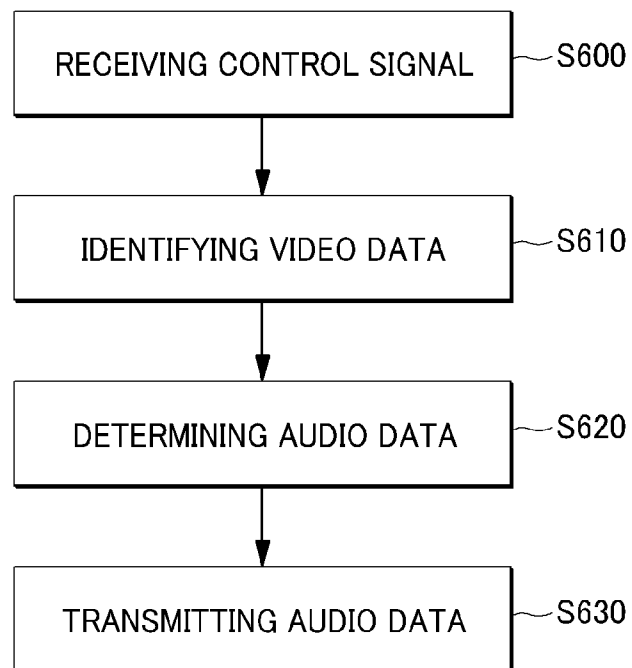 RECEIVING CONTROL SIGNAL S600
IDENTIFYING VIDEO DATA S610
DETERMINING AUDIO DATA S620
TRANSMITTING AUDIO DATA S630